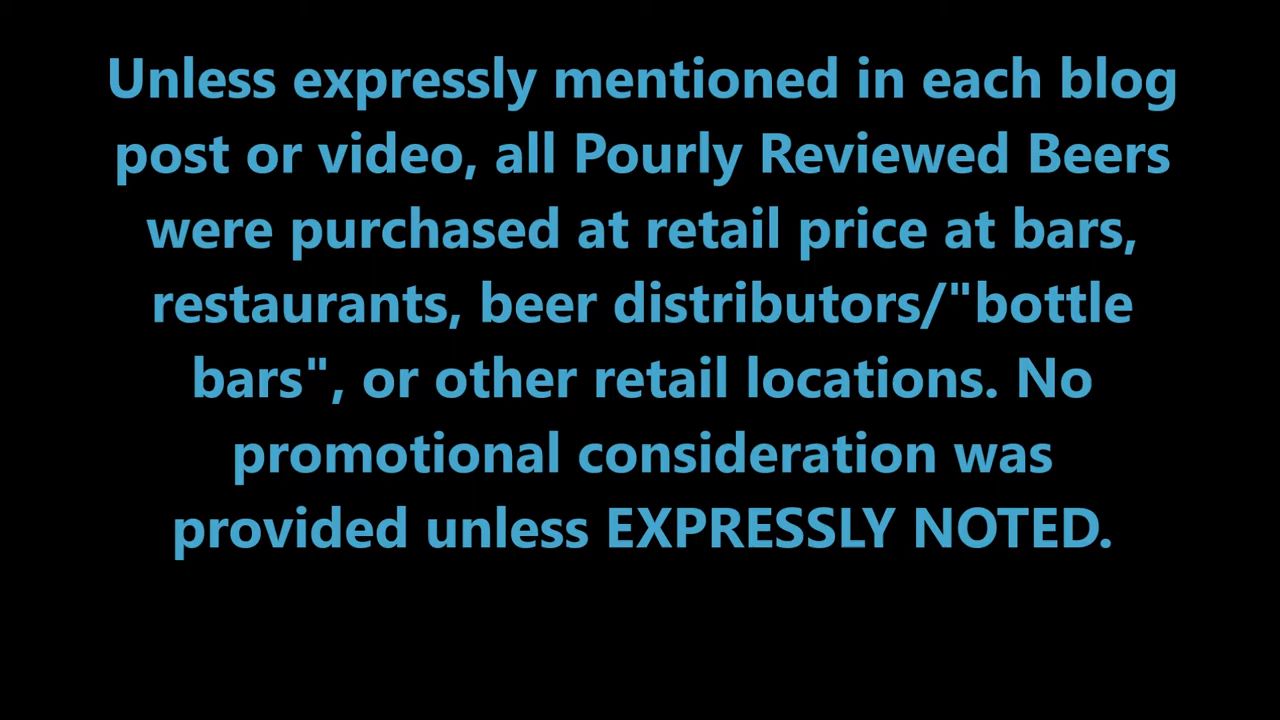 Unless expressly mentioned in each blog
post or video, all Pourly Reviewed Beers
were purchased at retail price at bars,
restaurants, beer distributors/"bottle
bars", or other retail locations. No
promotional consideration was
provided unless EXPRESSLY NOTED.